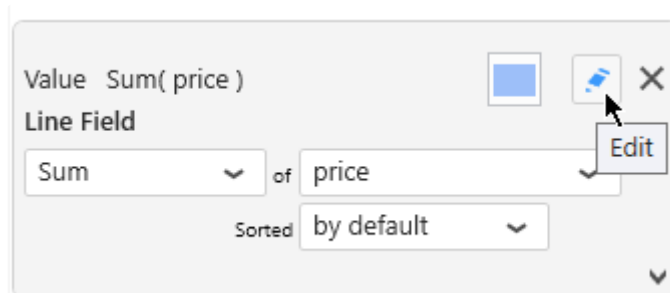 Value Sum( price )
Line Field
Edit
Sum of price
Sorted by default